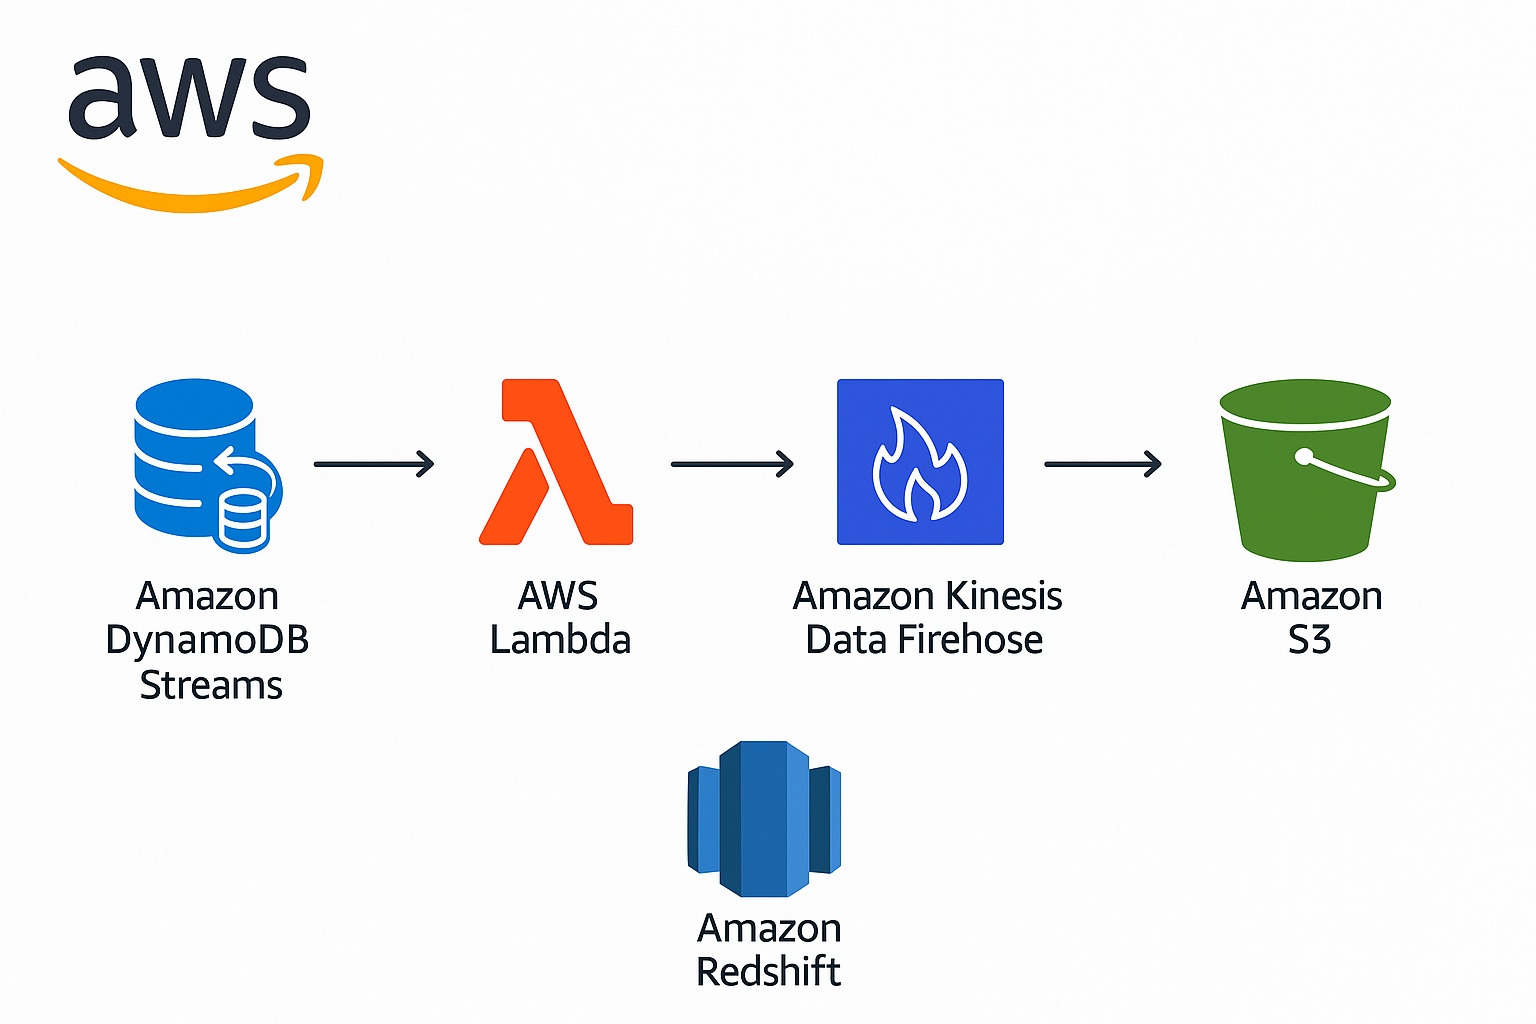 aws
Amazon
DynamoDB
Streams
AWS
Lambda
Amazon Kinesis
Data Firehose
Amazon
S3
Amazon
Redshift